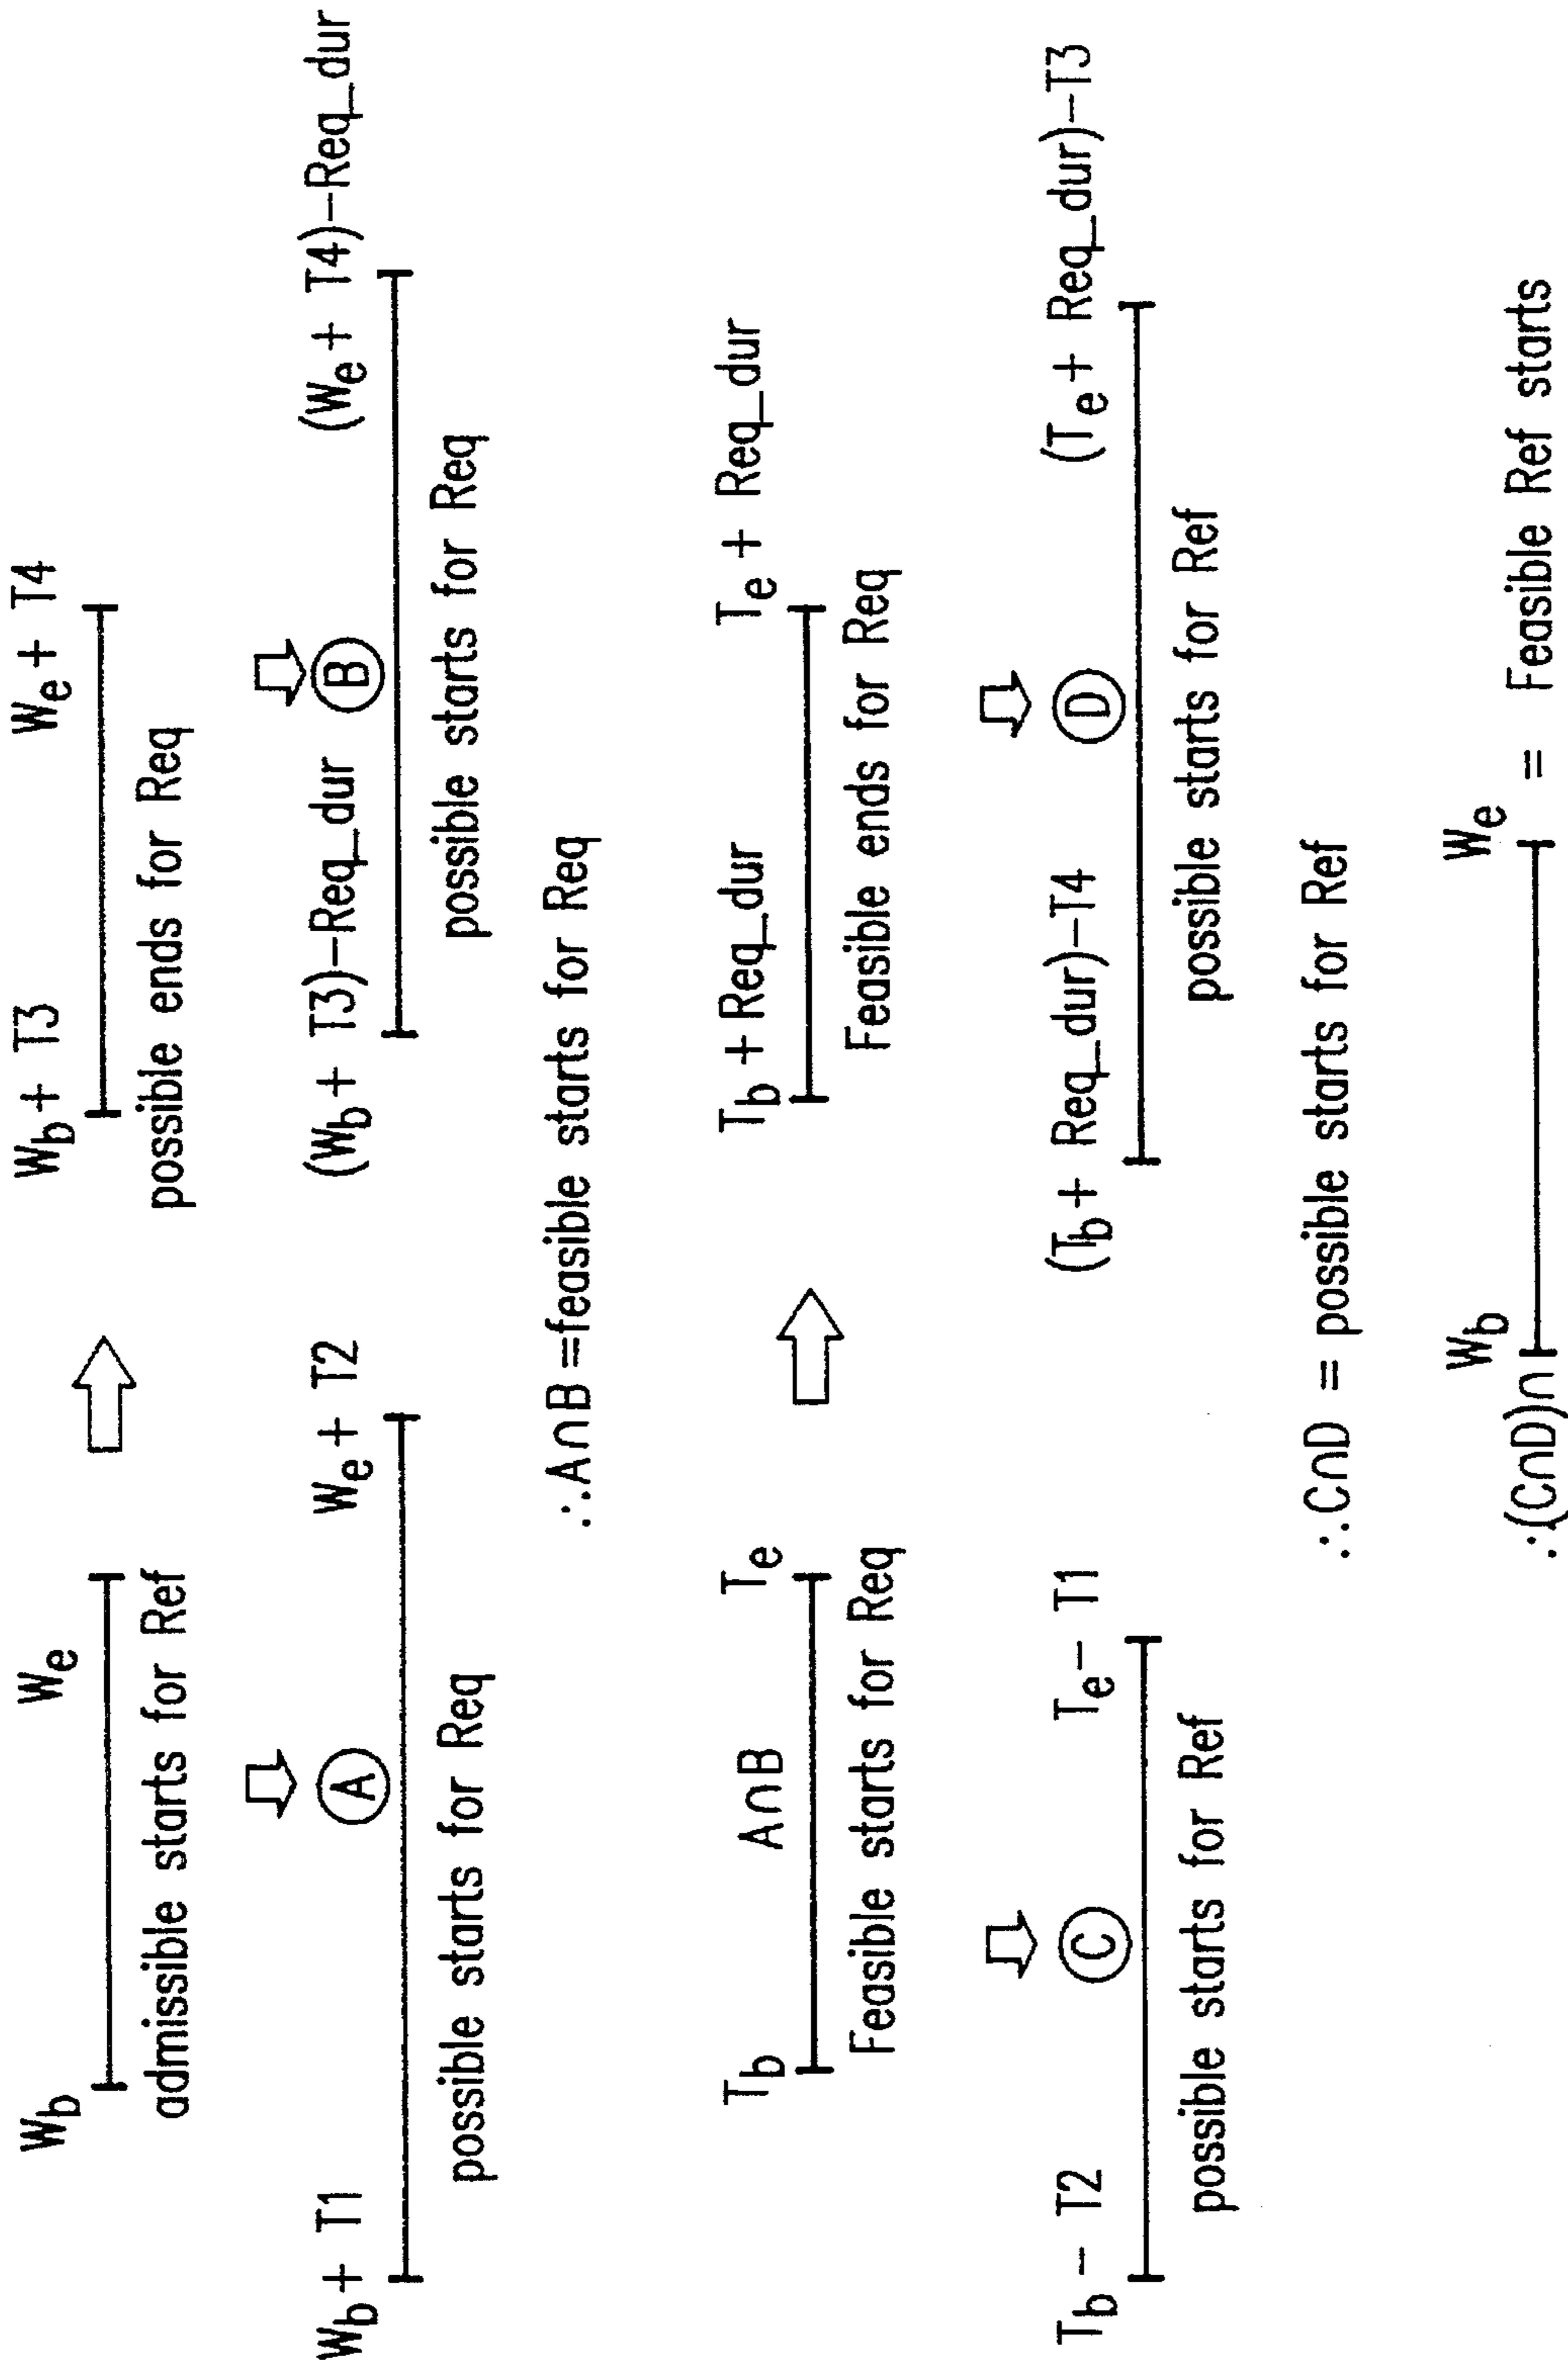 W_b W_e
admissible starts for Ref
W_b + T3 W_e + T4
possible ends for Req
W_b + T1 A W_e + T2
possible starts for Req
(W_b + T3)-Req_dur B (W_e + T4)-Req_dur
possible starts for Req
∴A∩B =feasible starts for Req
T_b A∩B T_e
Feasible starts for Req
T_b +Req_dur T_e + Req_dur
Feasible ends for Req
T_b - T2 C T_e - T1
possible starts for Ref
(T_b + Req_dur)-T4 D (T_e + Req_dur)-T3
possible starts for Ref
∴C∩D = possible starts for Ref
W_b W_e
∴(C∩D)∩ = Feasible Ref starts